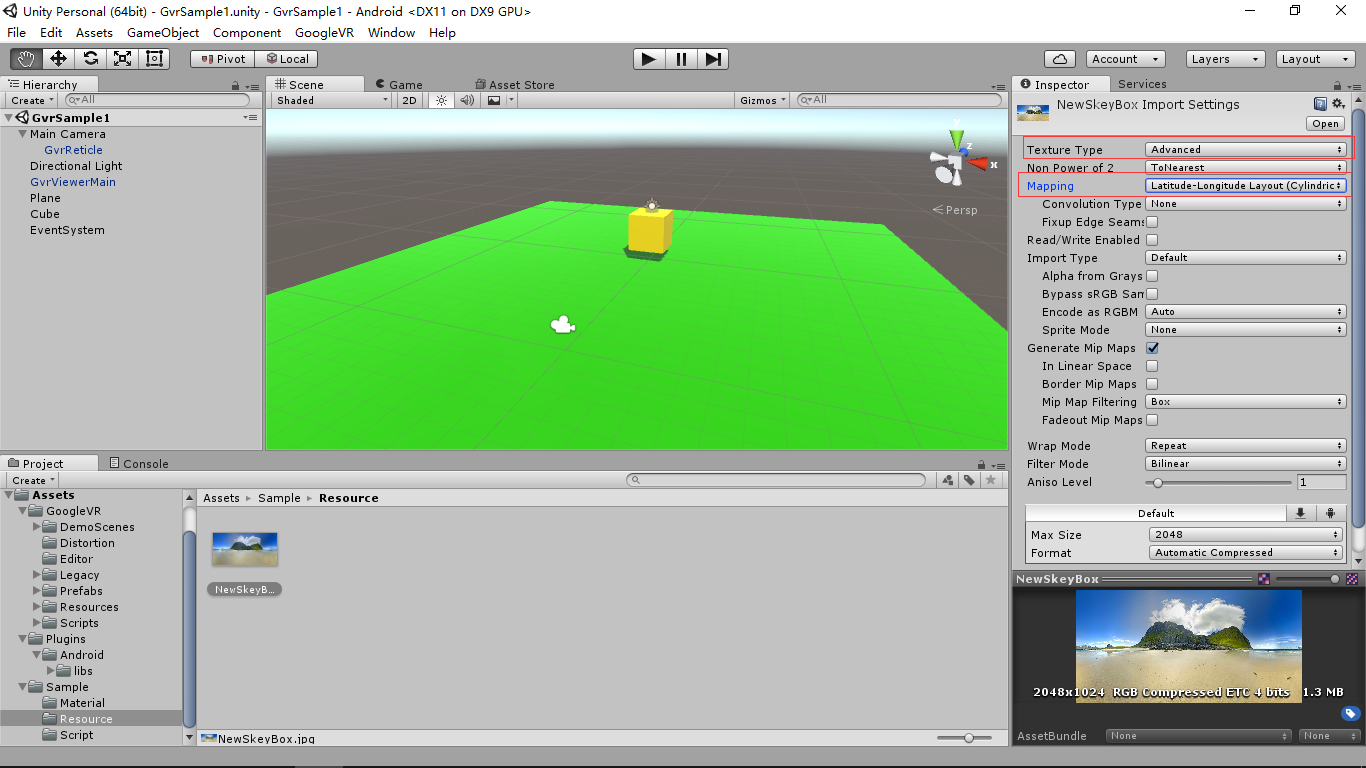 Unity Personal (64bit) - GvrSample1.unity - GvrSample1 - Android <DX11 on DX9 GPU>
File Edit Assets GameObject Component GoogleVR Window Help
Pivot Local Account Layers Layout
Hierarchy
Create All
GvrSample1
Main Camera
GvrReticle
Directional Light
GvrViewerMain
Plane
Cube
EventSystem
Scene Game Asset Store
Shaded 2D Gizmos All
y
z
x
Persp
Inspector Services
NewSkeyBox Import Settings
Open
Texture Type Advanced
Non Power of 2 ToNearest
Mapping Latitude-Longitude Layout (Cylindric
Convolution Type None
Fixup Edge Seams
Read/Write Enabled
Import Type Default
Alpha from Grays
Bypass sRGB Sam
Encode as RGBM Auto
Sprite Mode None
Generate Mip Maps
In Linear Space
Border Mip Maps
Mip Map Filtering Box
Fadeout Mip Maps
Wrap Mode Repeat
Filter Mode Bilinear
Aniso Level 1
Default
Max Size 2048
Format Automatic Compressed
NewSkeyBox
2048x1024 RGB Compressed ETC 4 bits 1.3 MB
AssetBundle None None
Project Console
Create
Assets
GoogleVR
DemoScenes
Distortion
Editor
Legacy
Prefabs
Resources
Scripts
Plugins
Android
libs
Sample
Material
Resource
Script
Assets Sample Resource
NewSkeyB...
NewSkeyBox.jpg